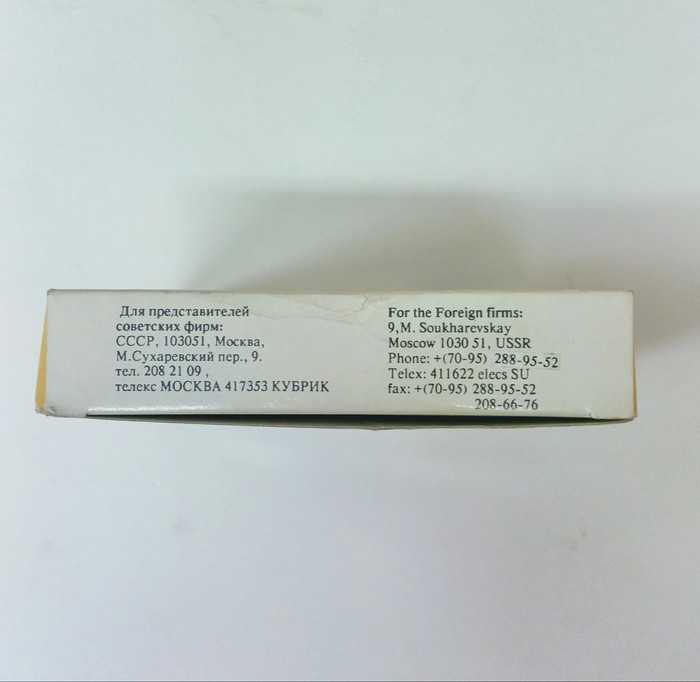 Для представителей
советских фирм:
СССР, 103051, Москва,
М.Сухаревский пер., 9.
тел. 208 21 09 ,
телекс МОСКВА 417353 КУБРИК
For the Foreign firms:
9,M. Soukharevskay
Moscow 1030 51, USSR
Phone: +(70-95) 288-95-52
Telex: 411622 elecs SU
fax: +(70-95) 288-95-52
208-66-76